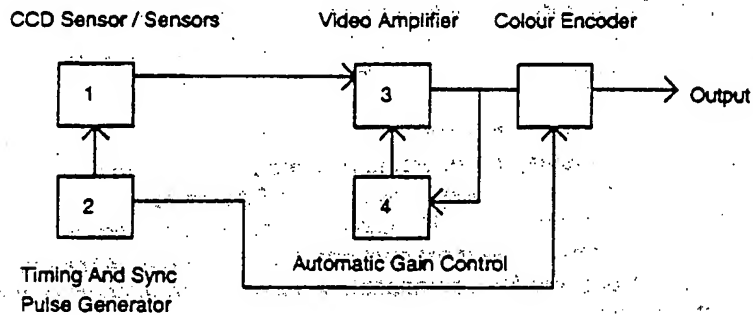 CCD Sensor / Sensors
Video Amplifier
Colour Encoder
1
3
Output
2
4
Timing And Sync
Pulse Generator
Automatic Gain Control